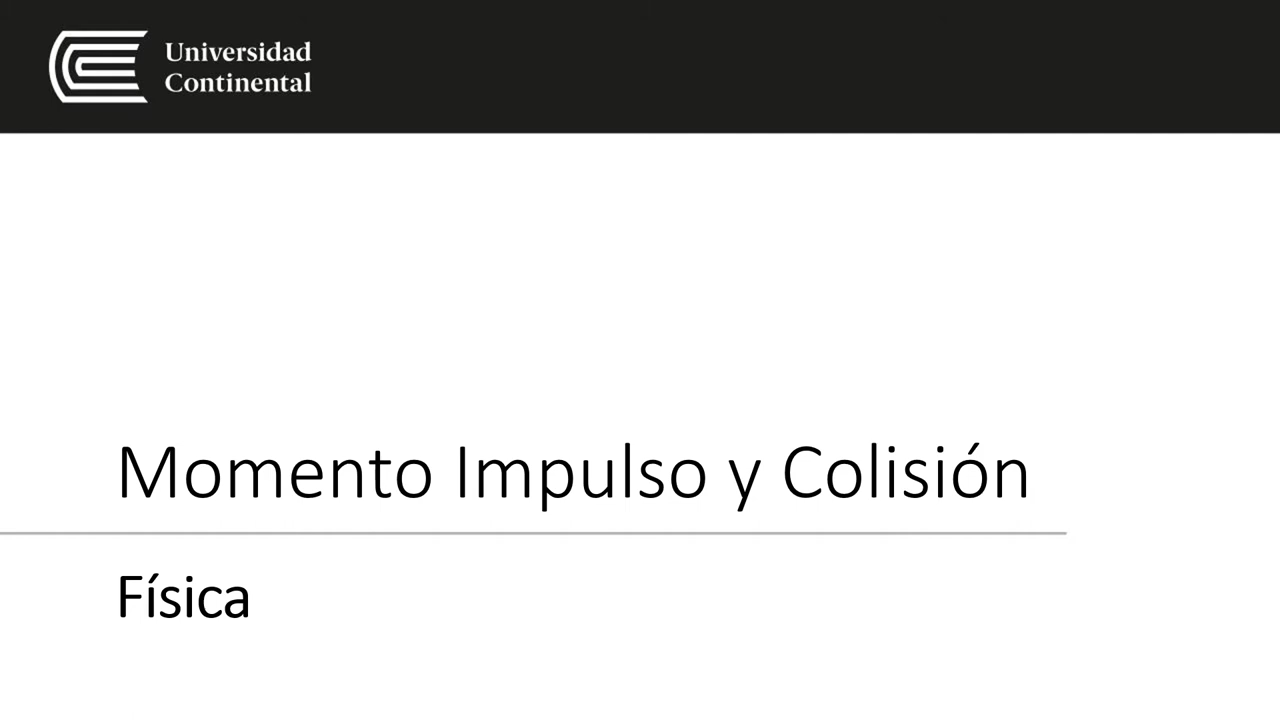 Universidad
Continental
Momento Impulso y Colisión
Física